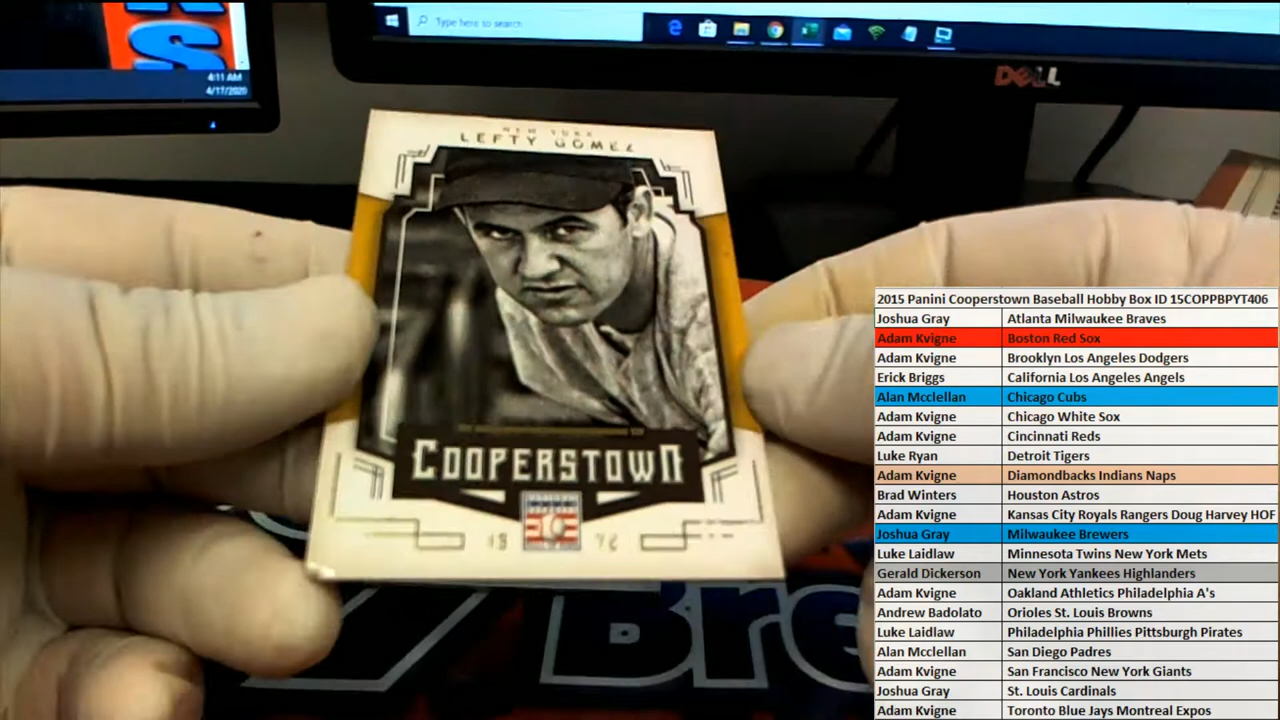 Type here to search
4:11 AM
4/17/2020
DELL
NEW YORK
LEFTY GOMEZ
COOPERSTOWN
1972
Bre
2015 Panini Cooperstown Baseball Hobby Box ID 15COPPBPYT406
Joshua Gray Atlanta Milwaukee Braves
Adam Kvigne Boston Red Sox
Adam Kvigne Brooklyn Los Angeles Dodgers
Erick Briggs California Los Angeles Angels
Alan Mcclellan Chicago Cubs
Adam Kvigne Chicago White Sox
Adam Kvigne Cincinnati Reds
Luke Ryan Detroit Tigers
Adam Kvigne Diamondbacks Indians Naps
Brad Winters Houston Astros
Adam Kvigne Kansas City Royals Rangers Doug Harvey HOF
Joshua Gray Milwaukee Brewers
Luke Laidlaw Minnesota Twins New York Mets
Gerald Dickerson New York Yankees Highlanders
Adam Kvigne Oakland Athletics Philadelphia A's
Andrew Badolato Orioles St. Louis Browns
Luke Laidlaw Philadelphia Phillies Pittsburgh Pirates
Alan Mcclellan San Diego Padres
Adam Kvigne San Francisco New York Giants
Joshua Gray St. Louis Cardinals
Adam Kvigne Toronto Blue Jays Montreal Expos